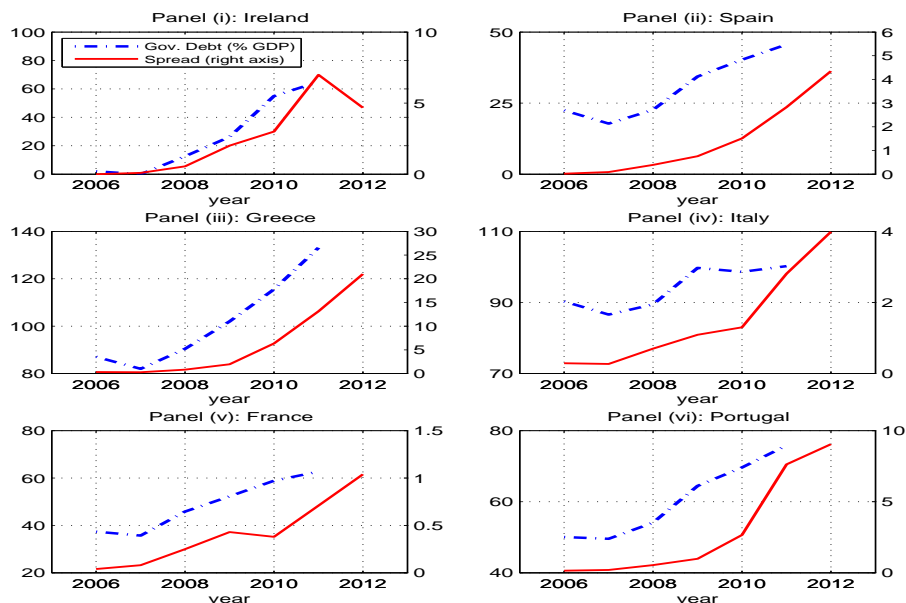 Panel (i): Ireland
100
80
60
40
20
0
10
5
0
Gov. Debt (% GDP)
Spread (right axis)
2006 2008 2010 2012
year
Panel (ii): Spain
50
25
0
6
5
4
3
2
1
0
2006 2008 2010 2012
year
Panel (iii): Greece
140
120
100
80
30
25
20
15
10
5
0
2006 2008 2010 2012
year
Panel (iv): Italy
110
90
70
4
2
0
2006 2008 2010 2012
year
Panel (v): France
80
60
40
20
1.5
1
0.5
0
2006 2008 2010 2012
year
Panel (vi): Portugal
80
60
40
10
5
0
2006 2008 2010 2012
year